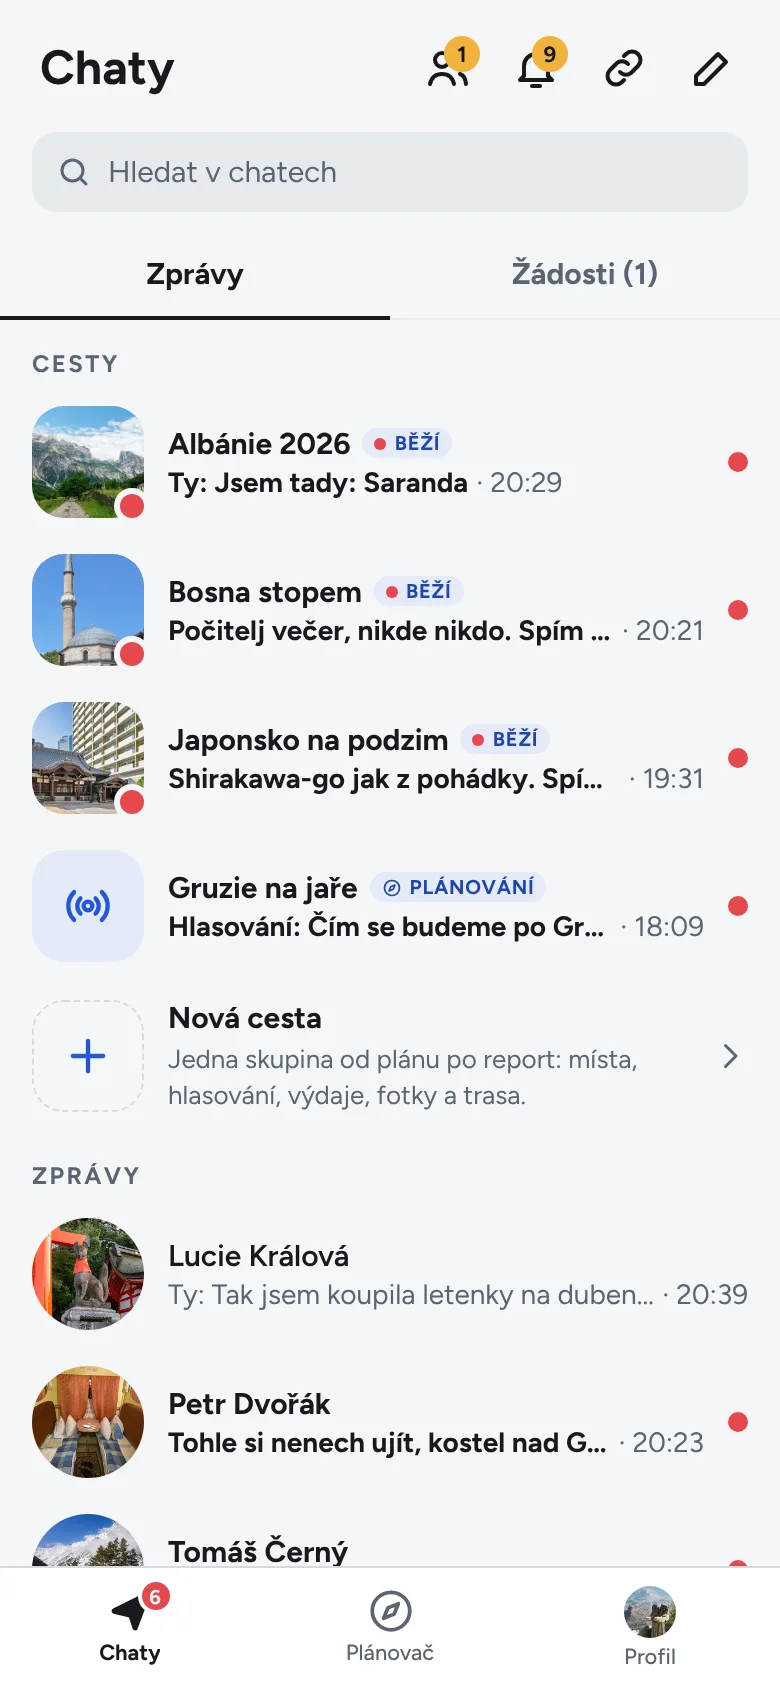 Chaty
1
9
Hledat v chatech
Zprávy
Žádosti (1)
CESTY
Albánie 2026
BĚŽÍ
Ty: Jsem tady: Saranda · 20:29
Bosna stopem
BĚŽÍ
Počitelj večer, nikde nikdo. Spím ... · 20:21
Japonsko na podzim
BĚŽÍ
Shirakawa-go jak z pohádky. Spí... · 19:31
Gruzie na jaře
PLÁNOVÁNÍ
Hlasování: Čím se budeme po Gr... · 18:09
Nová cesta
Jedna skupina od plánu po report: místa,
hlasování, výdaje, fotky a trasa.
ZPRÁVY
Lucie Králová
Ty: Tak jsem koupila letenky na duben... · 20:39
Petr Dvořák
Tohle si nenech ujít, kostel nad G... · 20:23
Tomáš Černý
6
Chaty
Plánovač
Profil